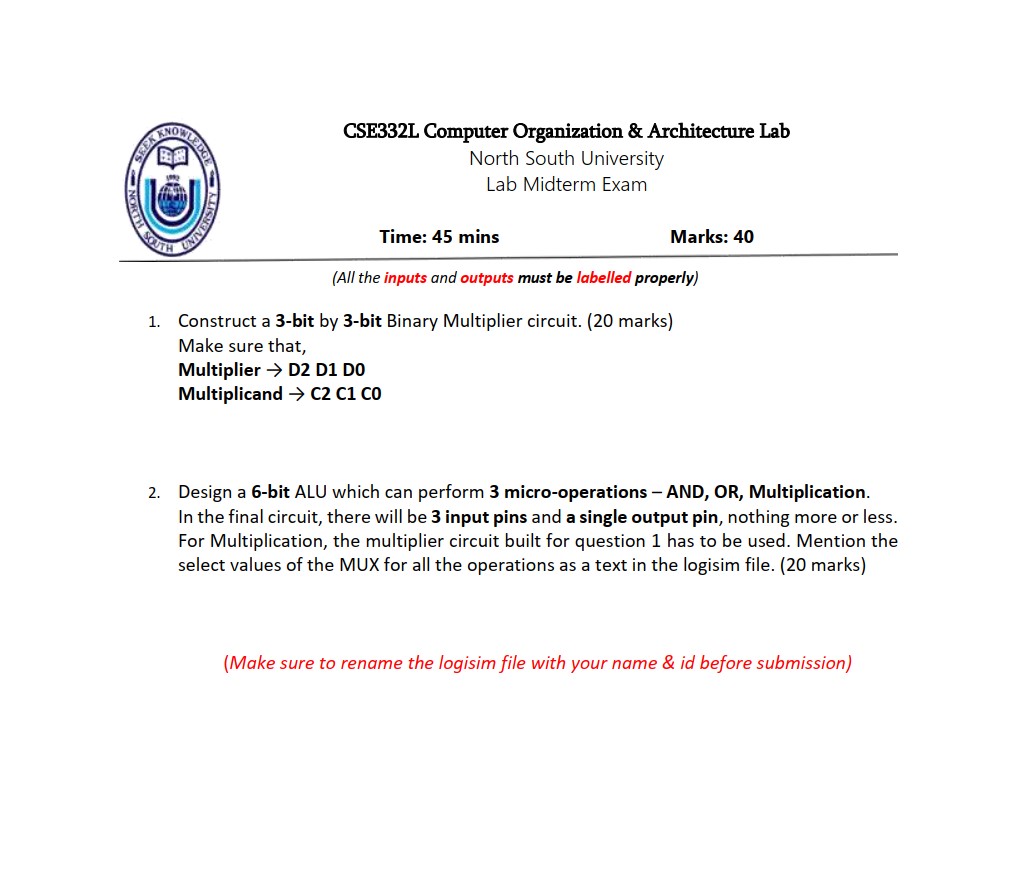 SEEK KNOWLEDGE
1992
NORTH SOUTH UNIVERSITY
CSE332L Computer Organization & Architecture Lab
North South University
Lab Midterm Exam
Time: 45 mins Marks: 40
(All the inputs and outputs must be labelled properly)
1. Construct a 3-bit by 3-bit Binary Multiplier circuit. (20 marks)
Make sure that,
Multiplier → D2 D1 D0
Multiplicand → C2 C1 C0
2. Design a 6-bit ALU which can perform 3 micro-operations – AND, OR, Multiplication.
In the final circuit, there will be 3 input pins and a single output pin, nothing more or less.
For Multiplication, the multiplier circuit built for question 1 has to be used. Mention the
select values of the MUX for all the operations as a text in the logisim file. (20 marks)
(Make sure to rename the logisim file with your name & id before submission)